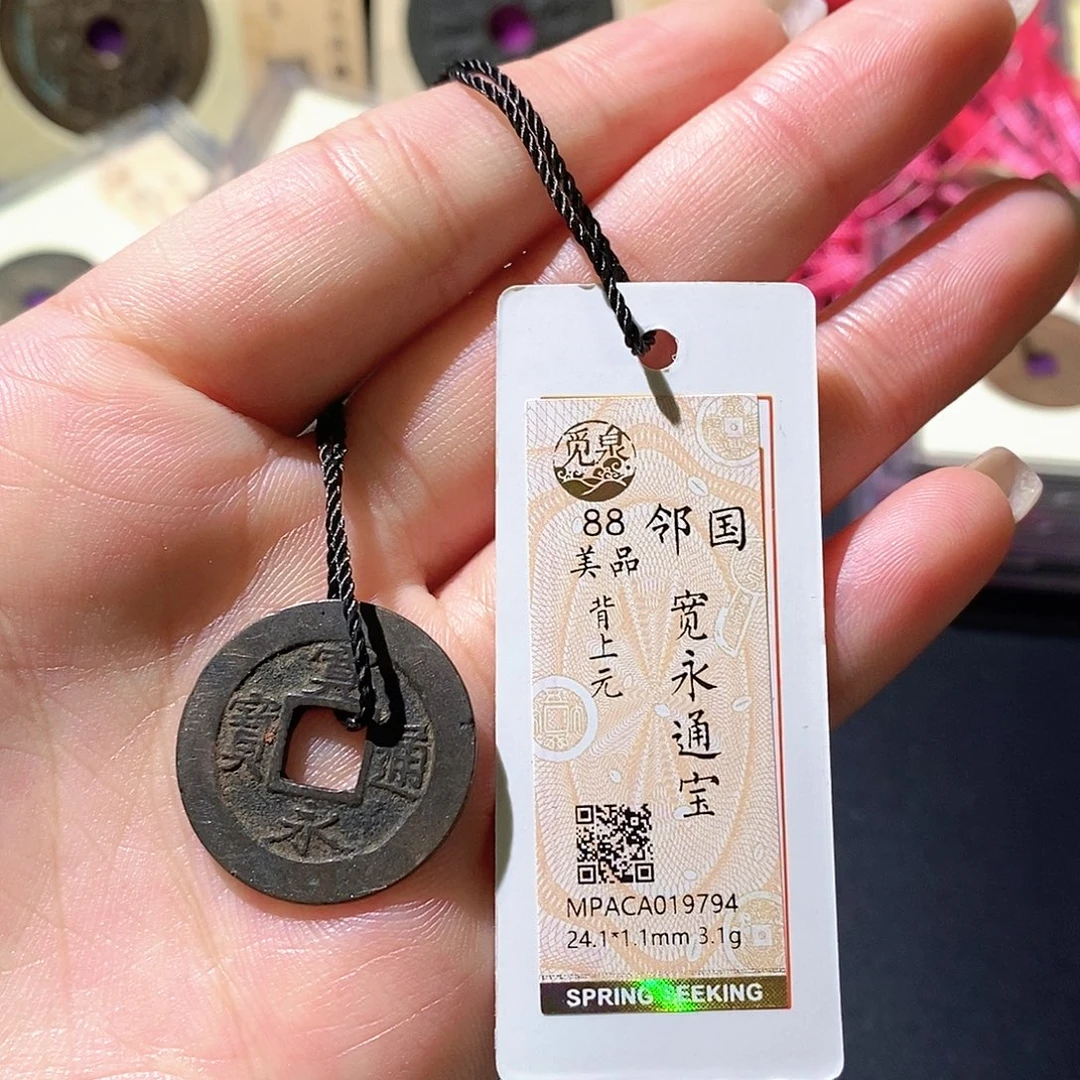 觅泉
88 邻国
美品
背上元
宽永通宝
MPACA019794
24.1*1.1mm 3.1g
SPRING SEEKING
寛
永
通
寳